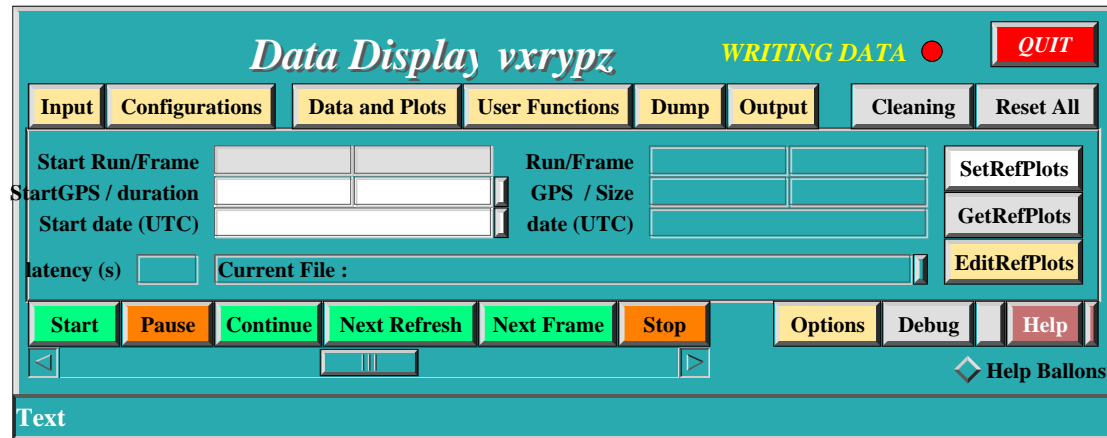 Data Display vxrypz WRITING DATA QUIT
Input Configurations Data and Plots User Functions Dump Output Cleaning Reset All
Start Run/Frame Run/Frame SetRefPlots
StartGPS / duration GPS / Size
Start date (UTC) date (UTC) GetRefPlots
latency (s) Current File : EditRefPlots
Start Pause Continue Next Refresh Next Frame Stop Options Debug Help
Help Ballons
Text